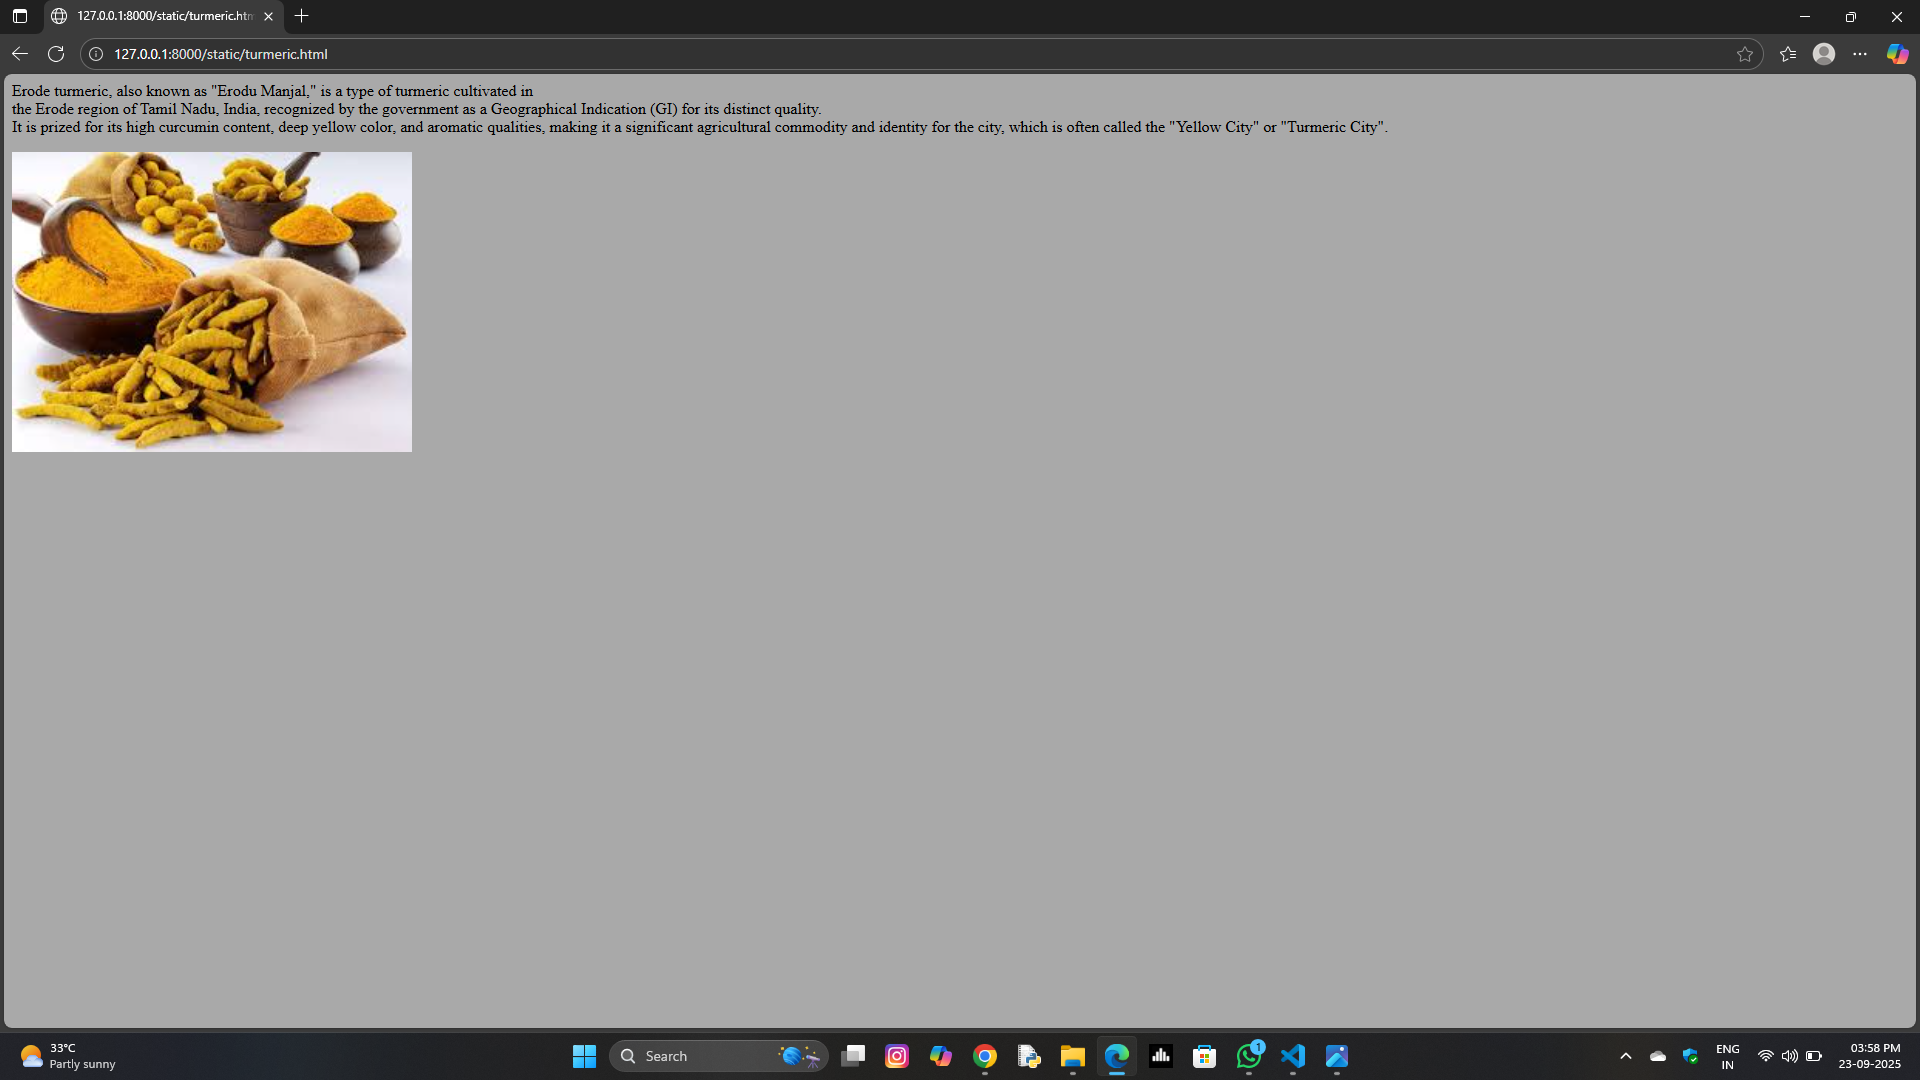 127.0.0.1:8000/static/turmeric.htm
127.0.0.1:8000/static/turmeric.html
Erode turmeric, also known as "Erodu Manjal," is a type of turmeric cultivated in
the Erode region of Tamil Nadu, India, recognized by the government as a Geographical Indication (GI) for its distinct quality.
It is prized for its high curcumin content, deep yellow color, and aromatic qualities, making it a significant agricultural commodity and identity for the city, which is often called the "Yellow City" or "Turmeric City".
33°C
Partly sunny
Search
1
ENG
IN
03:58 PM
23-09-2025